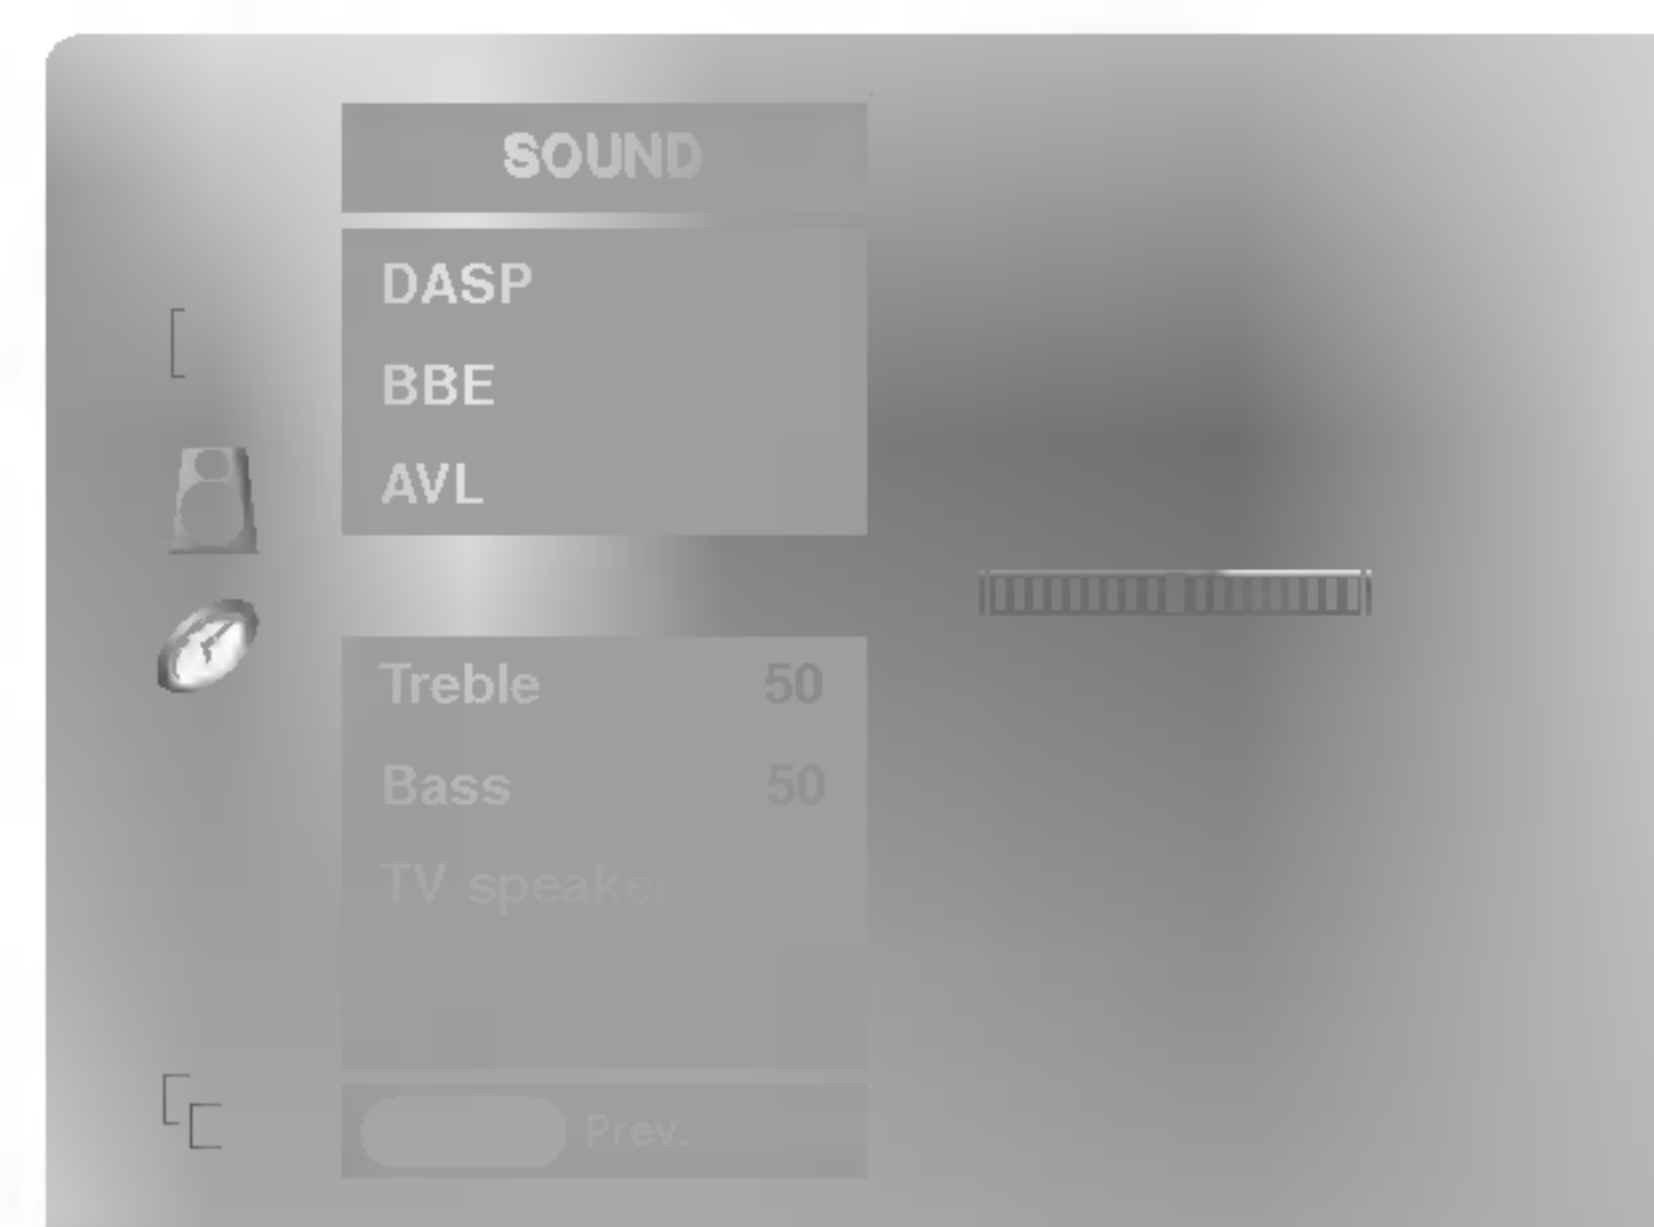 SOUND
DASP
BBE
AVL
Treble 50
Bass 50
TV speaker
Prev.